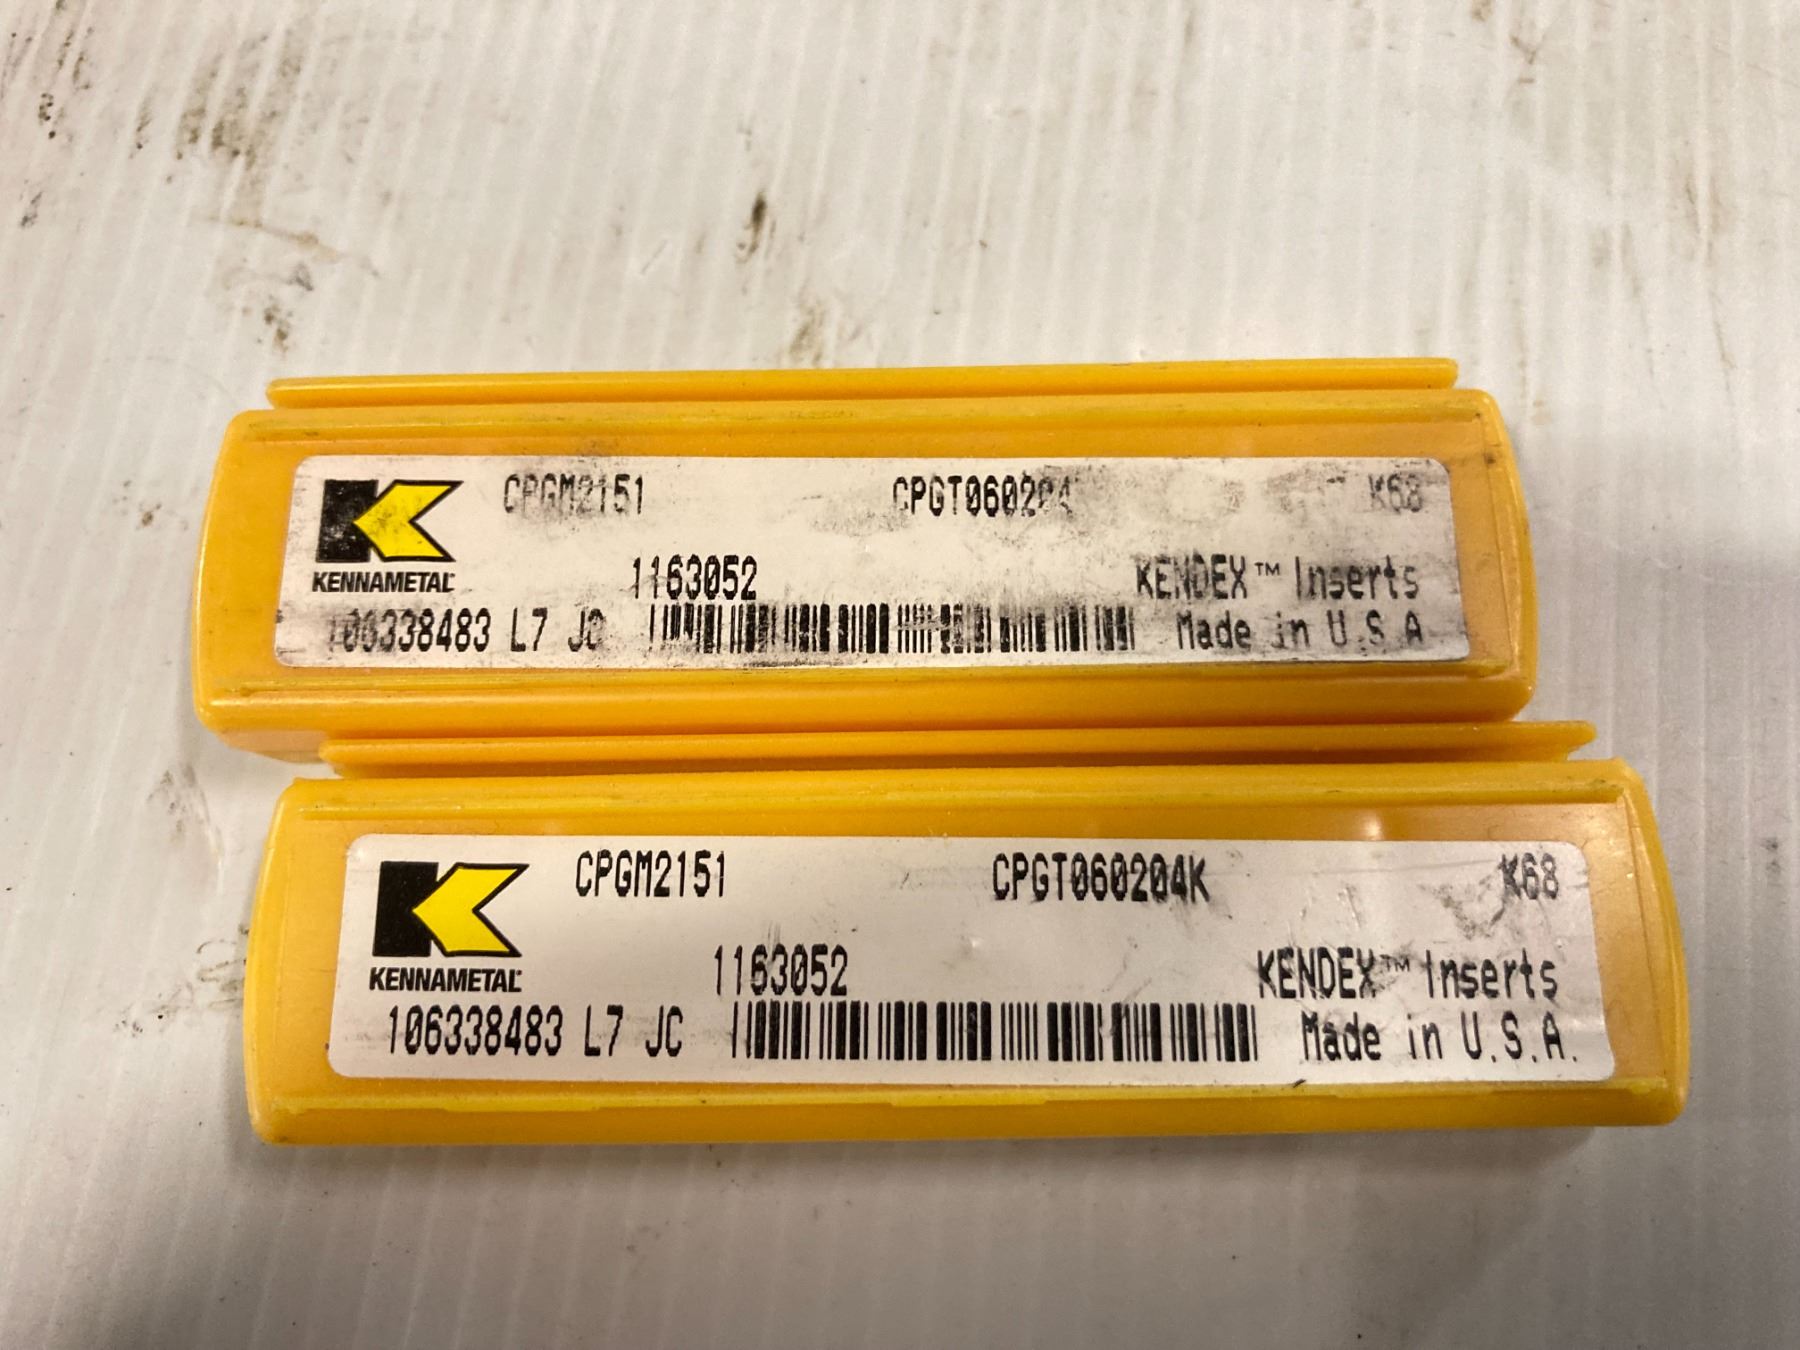 CPGM2151 CPGT060204 K68
KENNAMETAL 1163052 KENDEX™ Inserts
106338483 L7 JC Made in U.S.A
CPGM2151 CPGT060204K K68
KENNAMETAL 1163052 KENDEX™ Inserts
106338483 L7 JC Made in U.S.A.